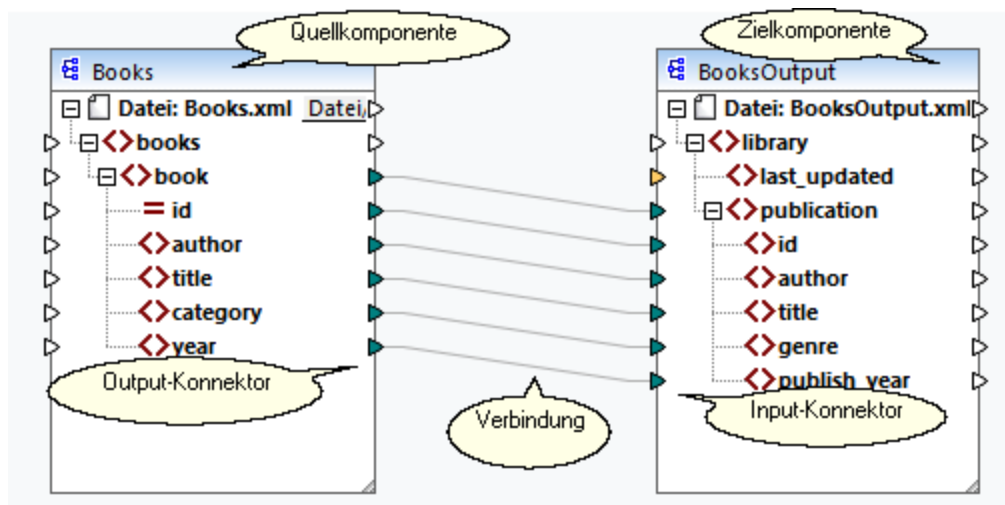 Quellkomponente
Zielkomponente
Books
Datei: Books.xml Datei/
books
book
id
author
title
category
year
Output-Konnektor
Verbindung
BooksOutput
Datei: BooksOutput.xml
library
last_updated
publication
id
author
title
genre
publish_year
Input-Konnektor